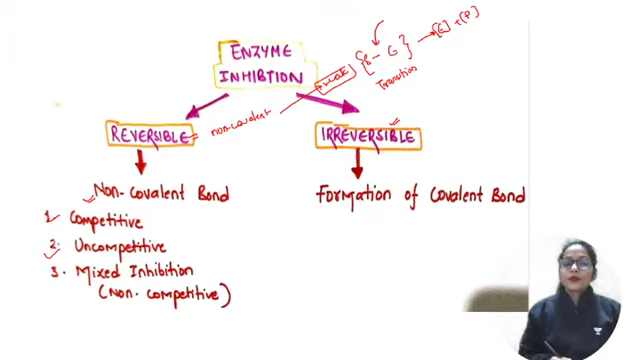 {S - G} → [E] + [P]
Transition
weak
ENZYME
INHIBTION
non-covalent
REVERSIBLE
IRREVERSIBLE
Non-Covalent Bond
Formation of Covalent Bond
1. Competitive
2. Uncompetitive
3. Mixed Inhibition
(Non-Competitive)